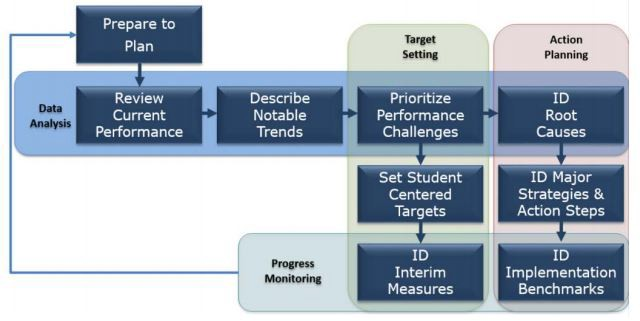 Prepare to
Plan
Target
Setting
Action
Planning
Data
Analysis
Review
Current
Performance
Describe
Notable
Trends
Prioritize
Performance
Challenges
ID
Root
Causes
Set Student
Centered
Targets
ID Major
Strategies &
Action Steps
Progress
Monitoring
ID
Interim
Measures
ID
Implementation
Benchmarks